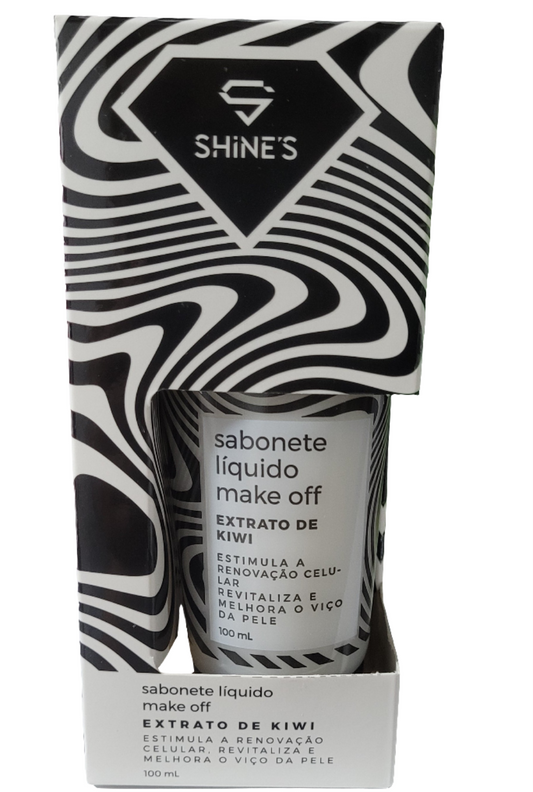 SHiNE'S
sabonete
líquido
make off
EXTRATO DE
KIWI
ESTIMULA A
RENOVAÇÃO CELU-
LAR
REVITALIZA E
MELHORA O VIÇO
DA PELE
100 mL
sabonete líquido
make off
EXTRATO DE KIWI
ESTIMULA A RENOVAÇÃO
CELULAR, REVITALIZA E
MELHORA O VIÇO DA PELE
100 mL